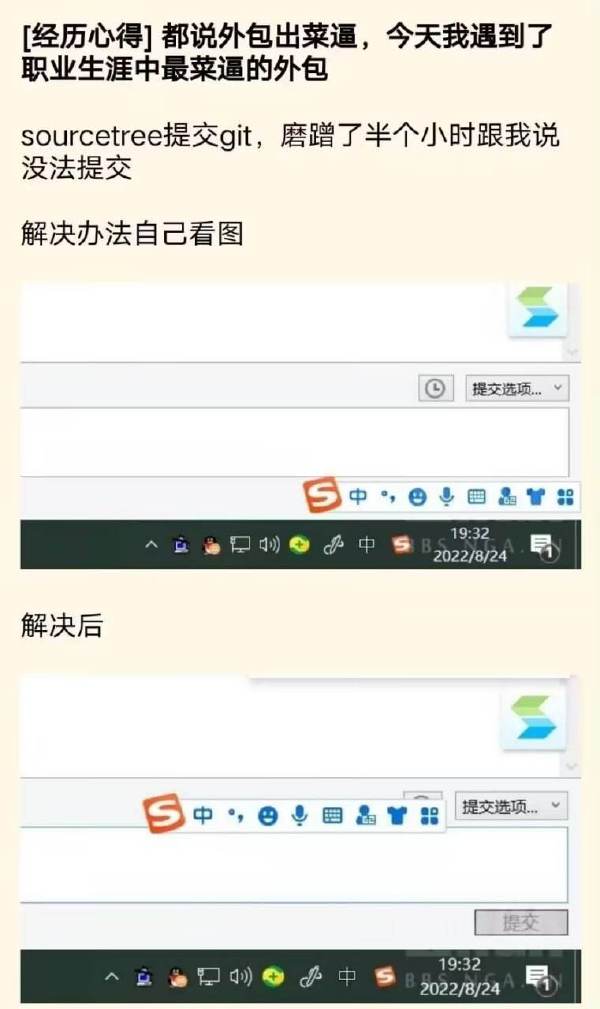 [经历心得] 都说外包出菜逼，今天我遇到了
职业生涯中最菜逼的外包
sourcetree提交git，磨蹭了半个小时跟我说
没法提交
解决办法自己看图
提交选项...
中
19:32
中
BBS.NGA.CN
2022/8/24
1
解决后
中
提交选项...
提交
19:32
中
BBS.NGA.CN
2022/8/24
1